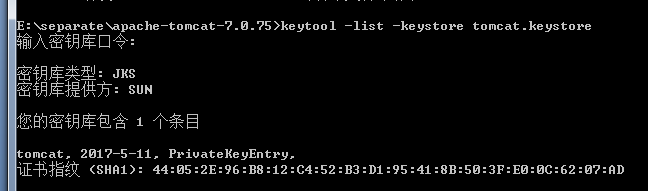 E:\separate\apache-tomcat-7.0.75>keytool -list -keystore tomcat.keystore
输入密钥库口令:
密钥库类型: JKS
密钥库提供方: SUN
您的密钥库包含 1 个条目
tomcat, 2017-5-11, PrivateKeyEntry,
证书指纹 (SHA1): 44:05:2E:96:B8:12:C4:52:B3:D1:95:41:8B:50:3F:E0:0C:62:07:AD